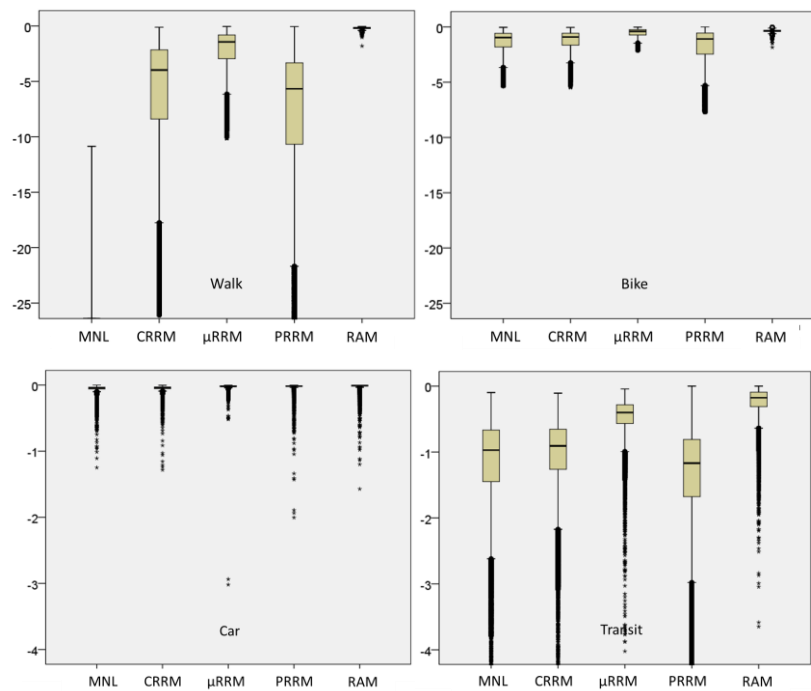 0
-5
-10
-15
-20
-25
Walk
MNL CRRM µRRM PRRM RAM
0
-5
-10
-15
-20
-25
Bike
MNL CRRM µRRM PRRM RAM
0
-1
-2
-3
-4
Car
MNL CRRM µRRM PRRM RAM
0
-1
-2
-3
-4
Transit
MNL CRRM µRRM PRRM RAM